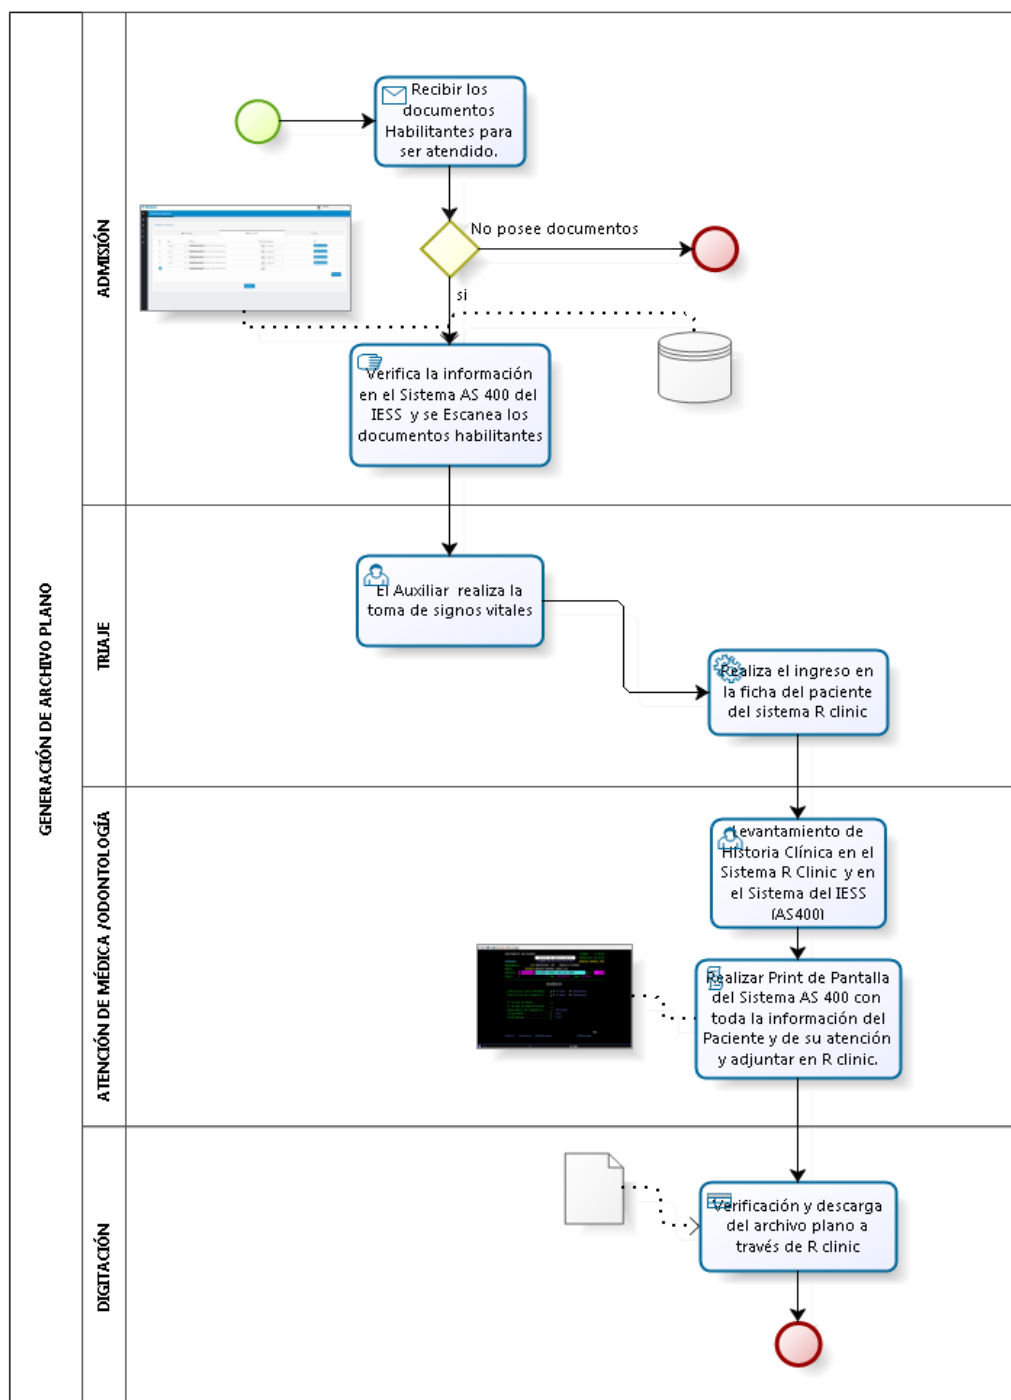 GENERACIÓN DE ARCHIVO PLANO
ADMISIÓN
Recibir los
documentos
Habilitantes para
ser atendido.
No posee documentos
si
Verifica la información
en el Sistema AS 400 del
IESS y se Escanea los
documentos habilitantes
TRIAJE
El Auxiliar realiza la
toma de signos vitales
Realiza el ingreso en
la ficha del paciente
del sistema R clinic
ATENCIÓN DE MÉDICA /ODONTOLOGÍA
Levantamiento de
Historia Clínica en el
Sistema R Clinic y en
el Sistema del IESS
(AS400)
Realizar Print de Pantalla
del Sistema AS 400 con
toda la información del
Paciente y de su atención
y adjuntar en R clinic.
DIGITACIÓN
Verificación y descarga
del archivo plano a
través de R clinic